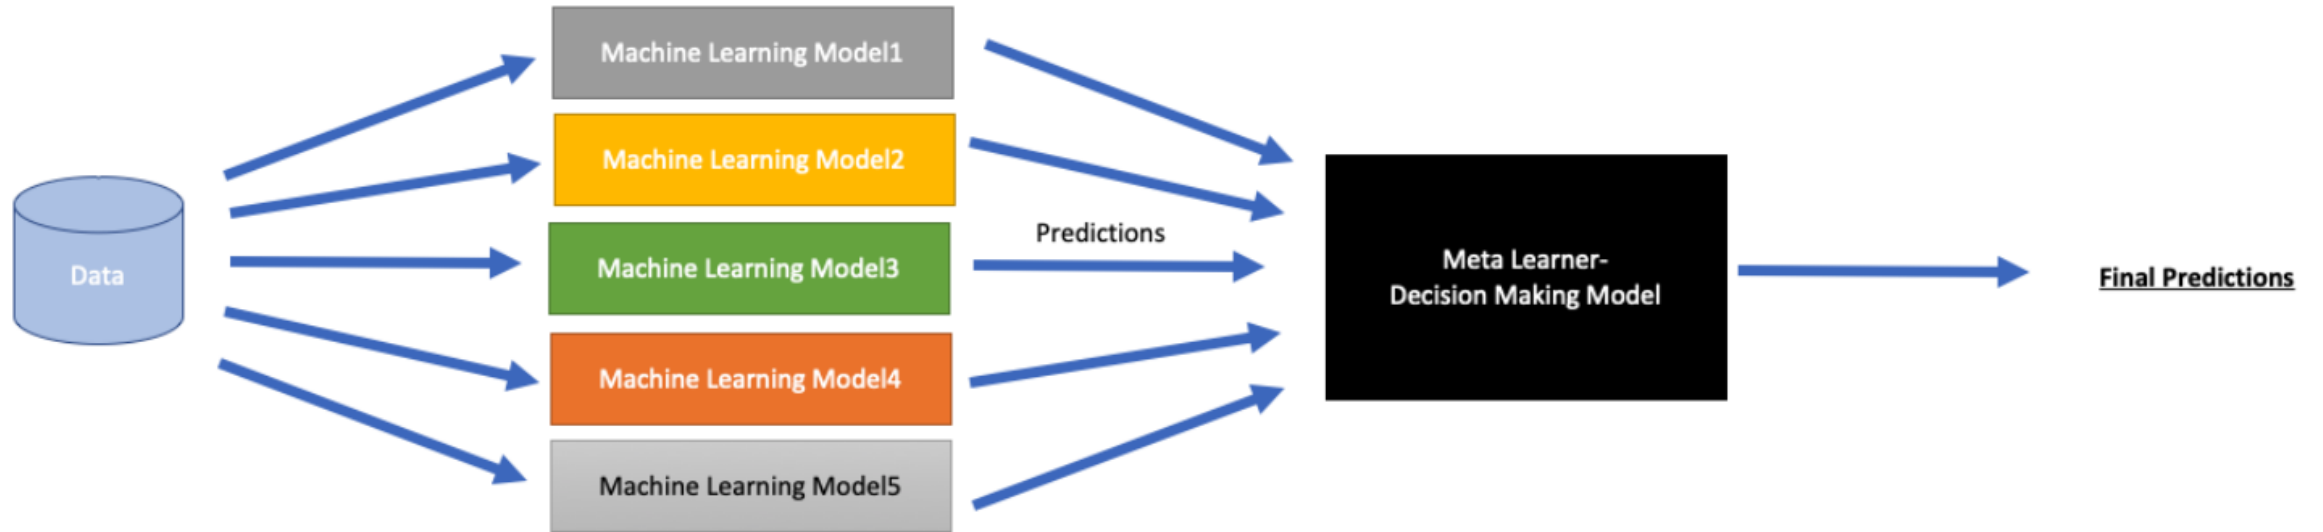 Machine Learning Model1
Machine Learning Model2
Data
Machine Learning Model3
Machine Learning Model4
Machine Learning Model5
Predictions
Meta Learner-
Decision Making Model
Final Predictions